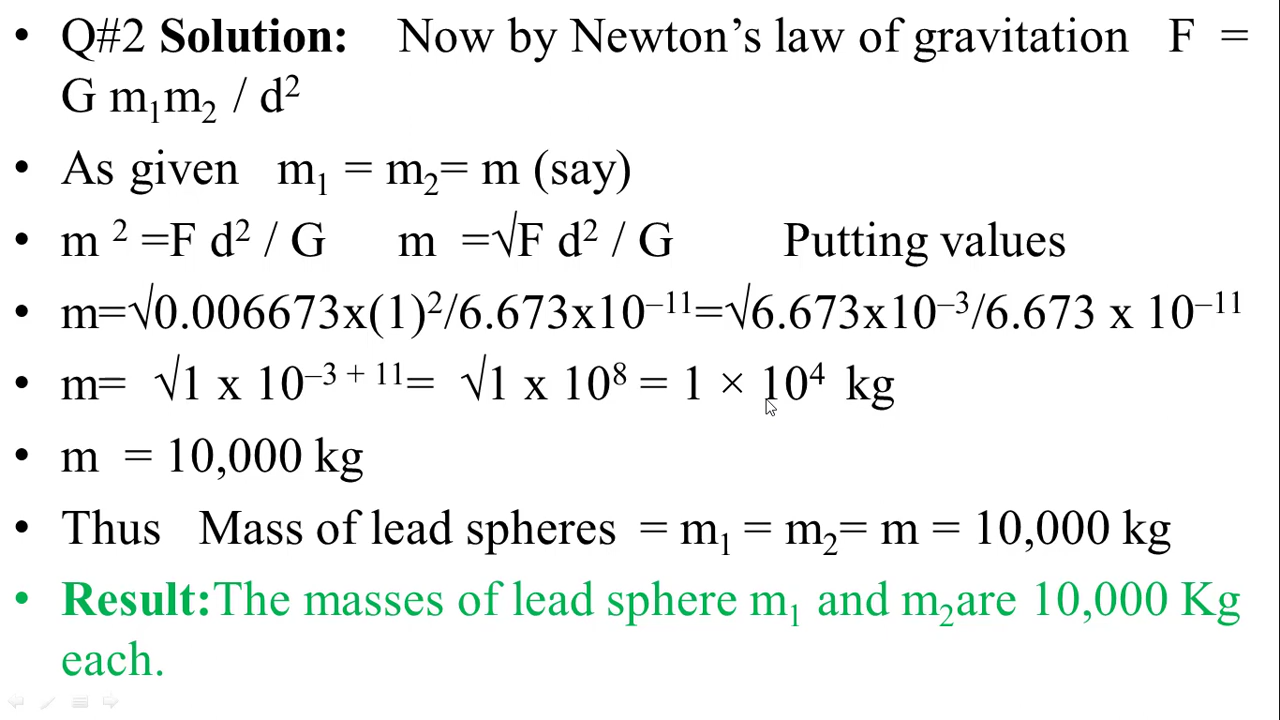 • Q#2 Solution: Now by Newton's law of gravitation F =
G m₁m₂ / d²
• As given m₁ = m₂= m (say)
• m ² =F d² / G m =√F d² / G Putting values
• m=√0.006673x(1)²/6.673x10⁻¹¹=√6.673x10⁻³/6.673 x 10⁻¹¹
• m= √1 x 10⁻³ ⁺ ¹¹= √1 x 10⁸ = 1 × 10⁴ kg
• m = 10,000 kg
• Thus Mass of lead spheres = m₁ = m₂= m = 10,000 kg
• Result:The masses of lead sphere m₁ and m₂are 10,000 Kg
each.